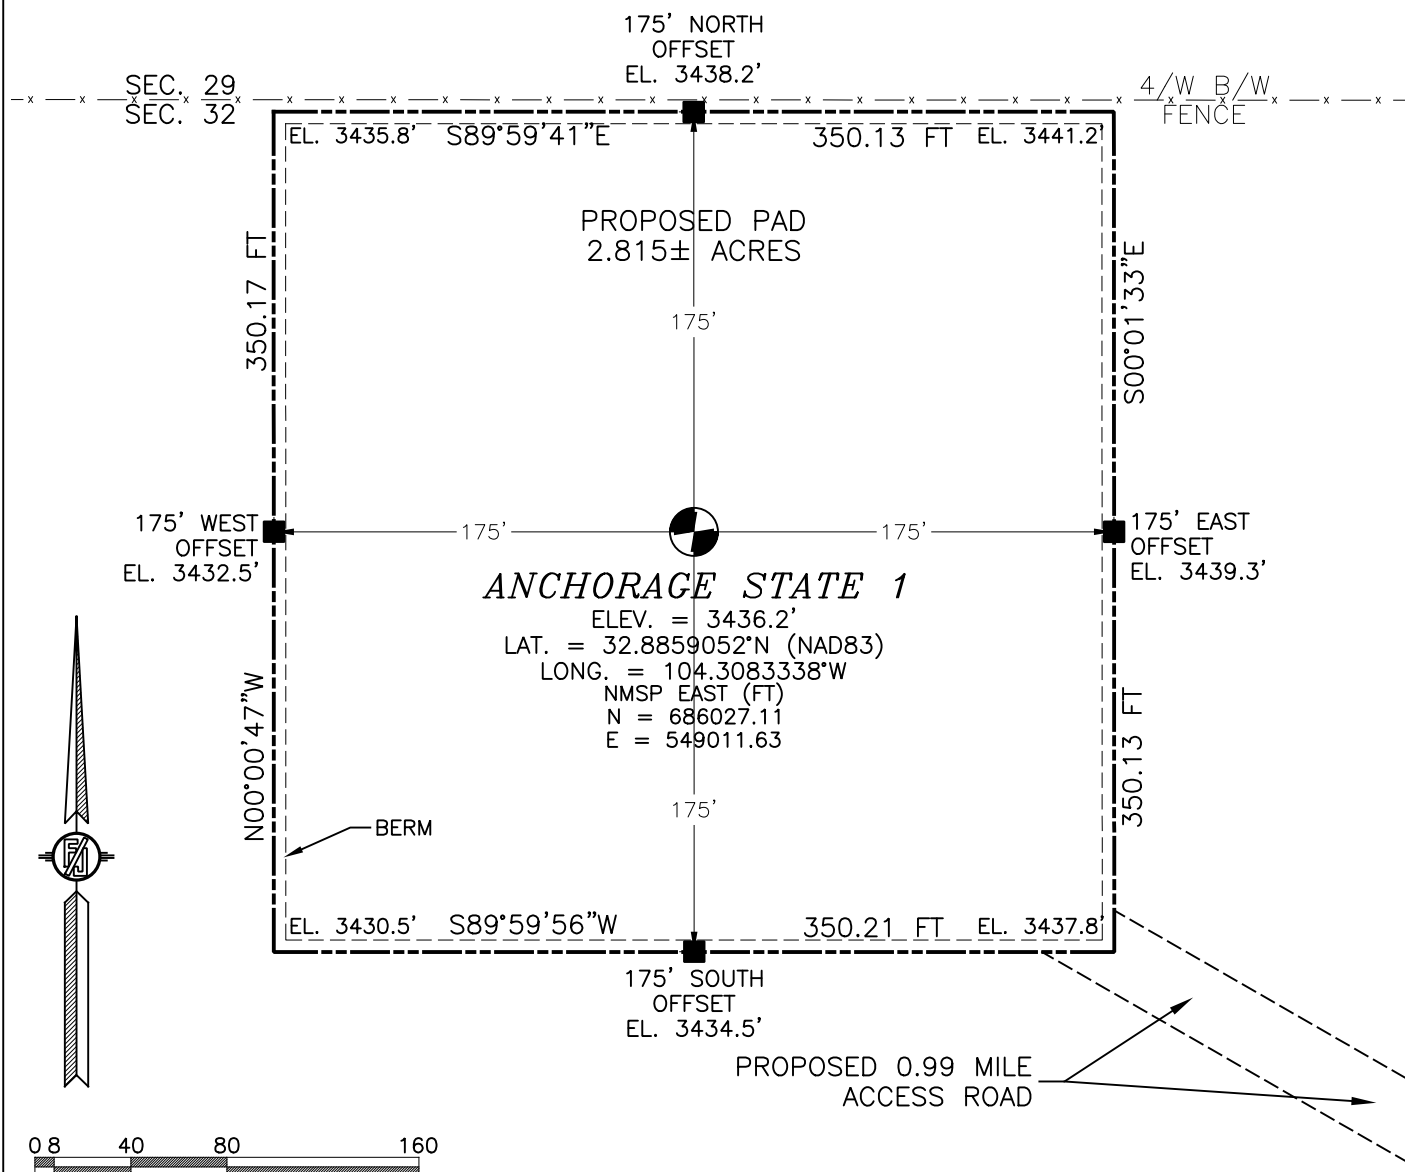 175' NORTH
OFFSET
EL. 3438.2'
SEC. 29
SEC. 32
4/W B/W
FENCE
EL. 3435.8' S89°59'41"E 350.13 FT EL. 3441.2'
PROPOSED PAD
2.815± ACRES
350.17 FT
S00°01'33"E
175'
175' WEST
OFFSET
EL. 3432.5'
175'
175'
175' EAST
OFFSET
EL. 3439.3'
ANCHORAGE STATE 1
ELEV. = 3436.2'
LAT. = 32.8859052°N (NAD83)
LONG. = 104.3083338°W
NMSP EAST (FT)
N = 686027.11
E = 549011.63
N00°00'47"W
350.13 FT
175'
BERM
FJ
EL. 3430.5' S89°59'56"W 350.21 FT EL. 3437.8'
175' SOUTH
OFFSET
EL. 3434.5'
PROPOSED 0.99 MILE
ACCESS ROAD
0 8 40 80 160